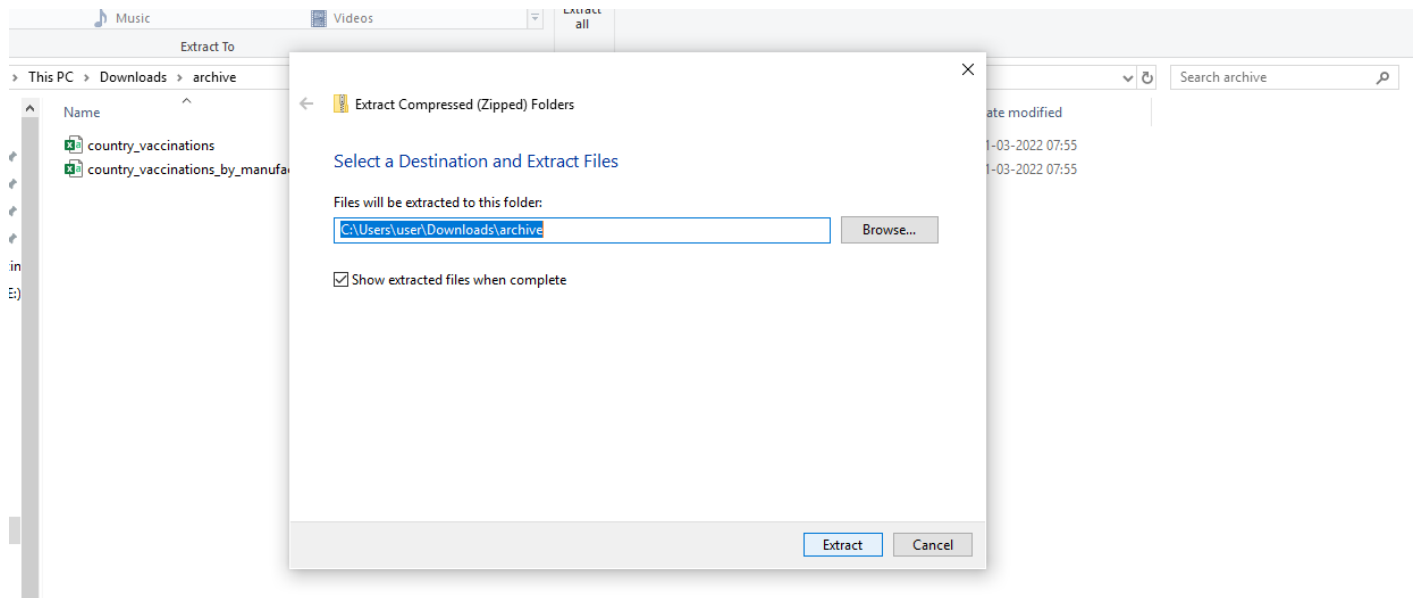 Music
Videos
Extract
all
Extract To
This PC > Downloads > archive
Search archive
Name
ate modified
country_vaccinations
1-03-2022 07:55
country_vaccinations_by_manufa
1-03-2022 07:55
in
E:)
Extract Compressed (Zipped) Folders
Select a Destination and Extract Files
Files will be extracted to this folder:
C:\Users\user\Downloads\archive
Browse...
Show extracted files when complete
Extract
Cancel